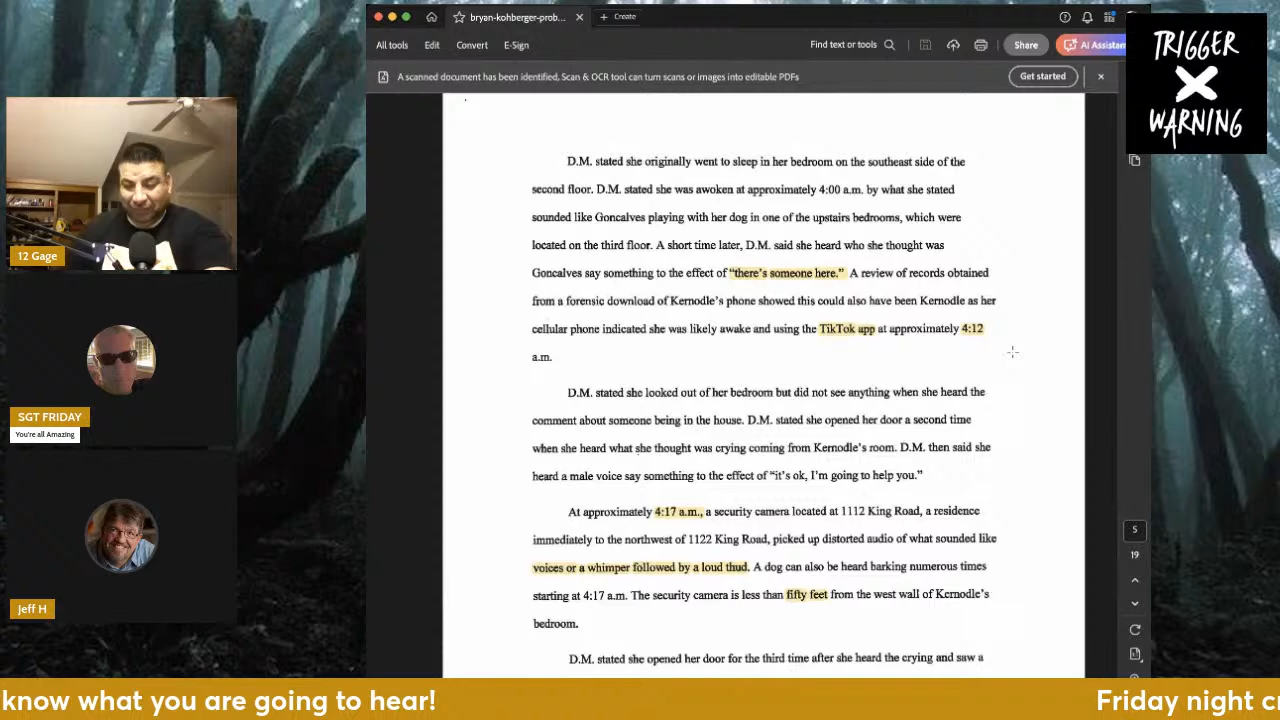 bryan-kohberger-prob...
+ Create
All tools
Edit
Convert
E-Sign
Find text or tools
Share
AI Assistan
A scanned document has been identified, Scan & OCR tool can turn scans or images into editable PDFs
Get started
TRIGGER
X
WARNING
12 Gage
SGT FRIDAY
You're all Amazing
Jeff H
D.M. stated she originally went to sleep in her bedroom on the southeast side of the
second floor. D.M. stated she was awoken at approximately 4:00 a.m. by what she stated
sounded like Goncalves playing with her dog in one of the upstairs bedrooms, which were
located on the third floor. A short time later, D.M. said she heard who she thought was
Goncalves say something to the effect of “there’s someone here.” A review of records obtained
from a forensic download of Kernodle’s phone showed this could also have been Kernodle as her
cellular phone indicated she was likely awake and using the TikTok app at approximately 4:12
a.m.
D.M. stated she looked out of her bedroom but did not see anything when she heard the
comment about someone being in the house. D.M. stated she opened her door a second time
when she heard what she thought was crying coming from Kernodle’s room. D.M. then said she
heard a male voice say something to the effect of “it’s ok, I’m going to help you.”
At approximately 4:17 a.m., a security camera located at 1112 King Road, a residence
immediately to the northwest of 1122 King Road, picked up distorted audio of what sounded like
voices or a whimper followed by a loud thud. A dog can also be heard barking numerous times
starting at 4:17 a.m. The security camera is less than fifty feet from the west wall of Kernodle’s
bedroom.
D.M. stated she opened her door for the third time after she heard the crying and saw a
5
19
know what you are going to hear!
Friday night cr